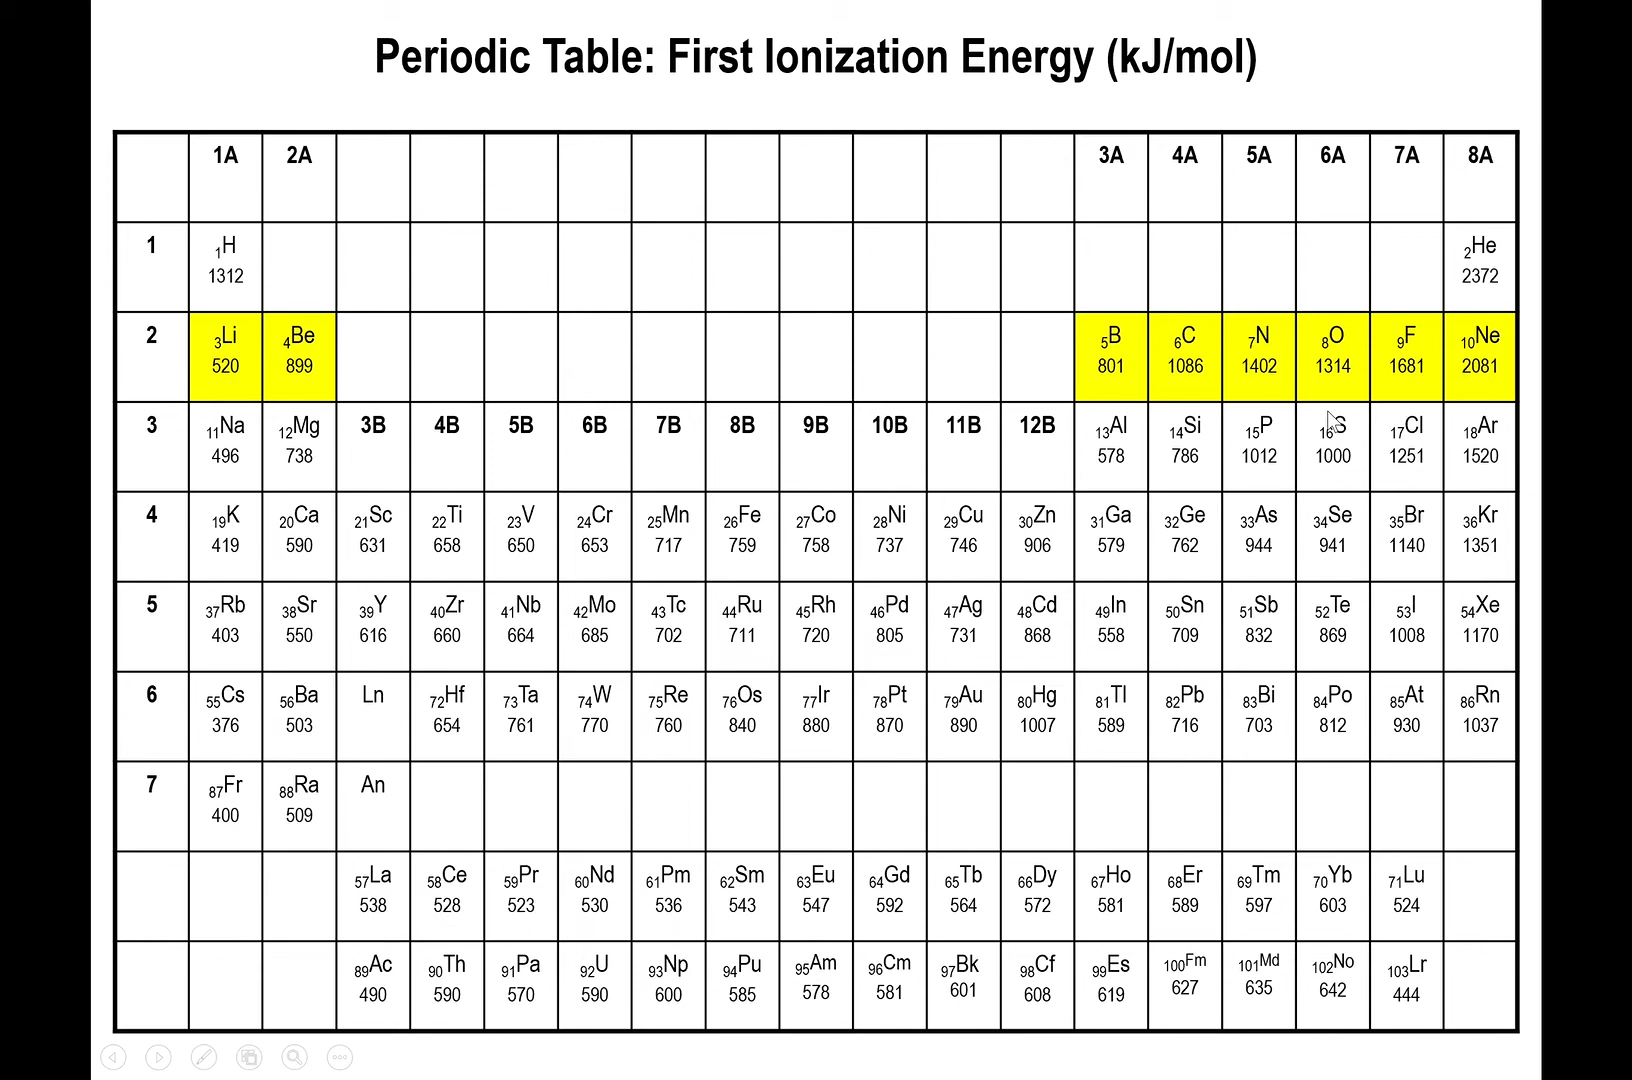 Periodic Table: First Ionization Energy (kJ/mol)
1A 2A 3A 4A 5A 6A 7A 8A
1 1H 2He
1312 2372
2 3Li 4Be 5B 6C 7N 8O 9F 10Ne
520 899 801 1086 1402 1314 1681 2081
3 11Na 12Mg 3B 4B 5B 6B 7B 8B 9B 10B 11B 12B 13Al 14Si 15P 16S 17Cl 18Ar
496 738 578 786 1012 1000 1251 1520
4 19K 20Ca 21Sc 22Ti 23V 24Cr 25Mn 26Fe 27Co 28Ni 29Cu 30Zn 31Ga 32Ge 33As 34Se 35Br 36Kr
419 590 631 658 650 653 717 759 758 737 746 906 579 762 944 941 1140 1351
5 37Rb 38Sr 39Y 40Zr 41Nb 42Mo 43Tc 44Ru 45Rh 46Pd 47Ag 48Cd 49In 50Sn 51Sb 52Te 53I 54Xe
403 550 616 660 664 685 702 711 720 805 731 868 558 709 832 869 1008 1170
6 55Cs 56Ba Ln 72Hf 73Ta 74W 75Re 76Os 77Ir 78Pt 79Au 80Hg 81Tl 82Pb 83Bi 84Po 85At 86Rn
376 503 654 761 770 760 840 880 870 890 1007 589 716 703 812 930 1037
7 87Fr 88Ra An
400 509
57La 58Ce 59Pr 60Nd 61Pm 62Sm 63Eu 64Gd 65Tb 66Dy 67Ho 68Er 69Tm 70Yb 71Lu
538 528 523 530 536 543 547 592 564 572 581 589 597 603 524
89Ac 90Th 91Pa 92U 93Np 94Pu 95Am 96Cm 97Bk 98Cf 99Es 100Fm 101Md 102No 103Lr
490 590 570 590 600 585 578 581 601 608 619 627 635 642 444